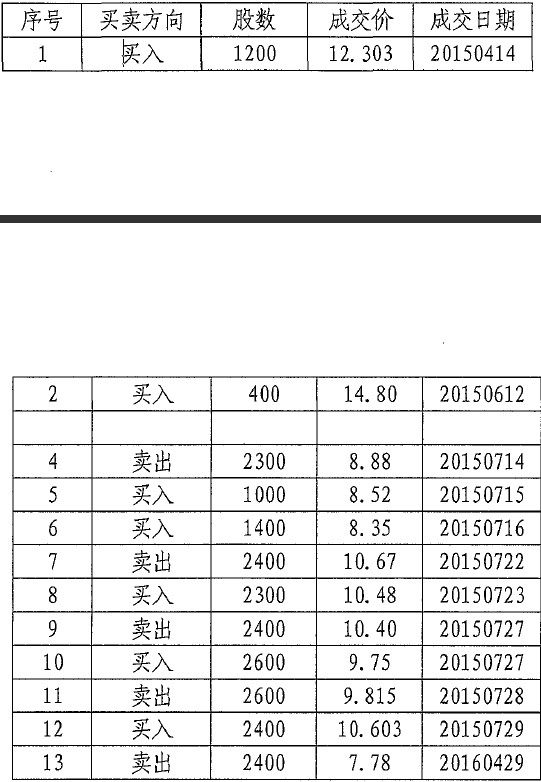 序号 买卖方向 股数 成交价 成交日期
1 买入 1200 12.303 20150414
2 买入 400 14.80 20150612
4 卖出 2300 8.88 20150714
5 买入 1000 8.52 20150715
6 买入 1400 8.35 20150716
7 卖出 2400 10.67 20150722
8 买入 2300 10.48 20150723
9 卖出 2400 10.40 20150727
10 买入 2600 9.75 20150727
11 卖出 2600 9.815 20150728
12 买入 2400 10.603 20150729
13 卖出 2400 7.78 20160429